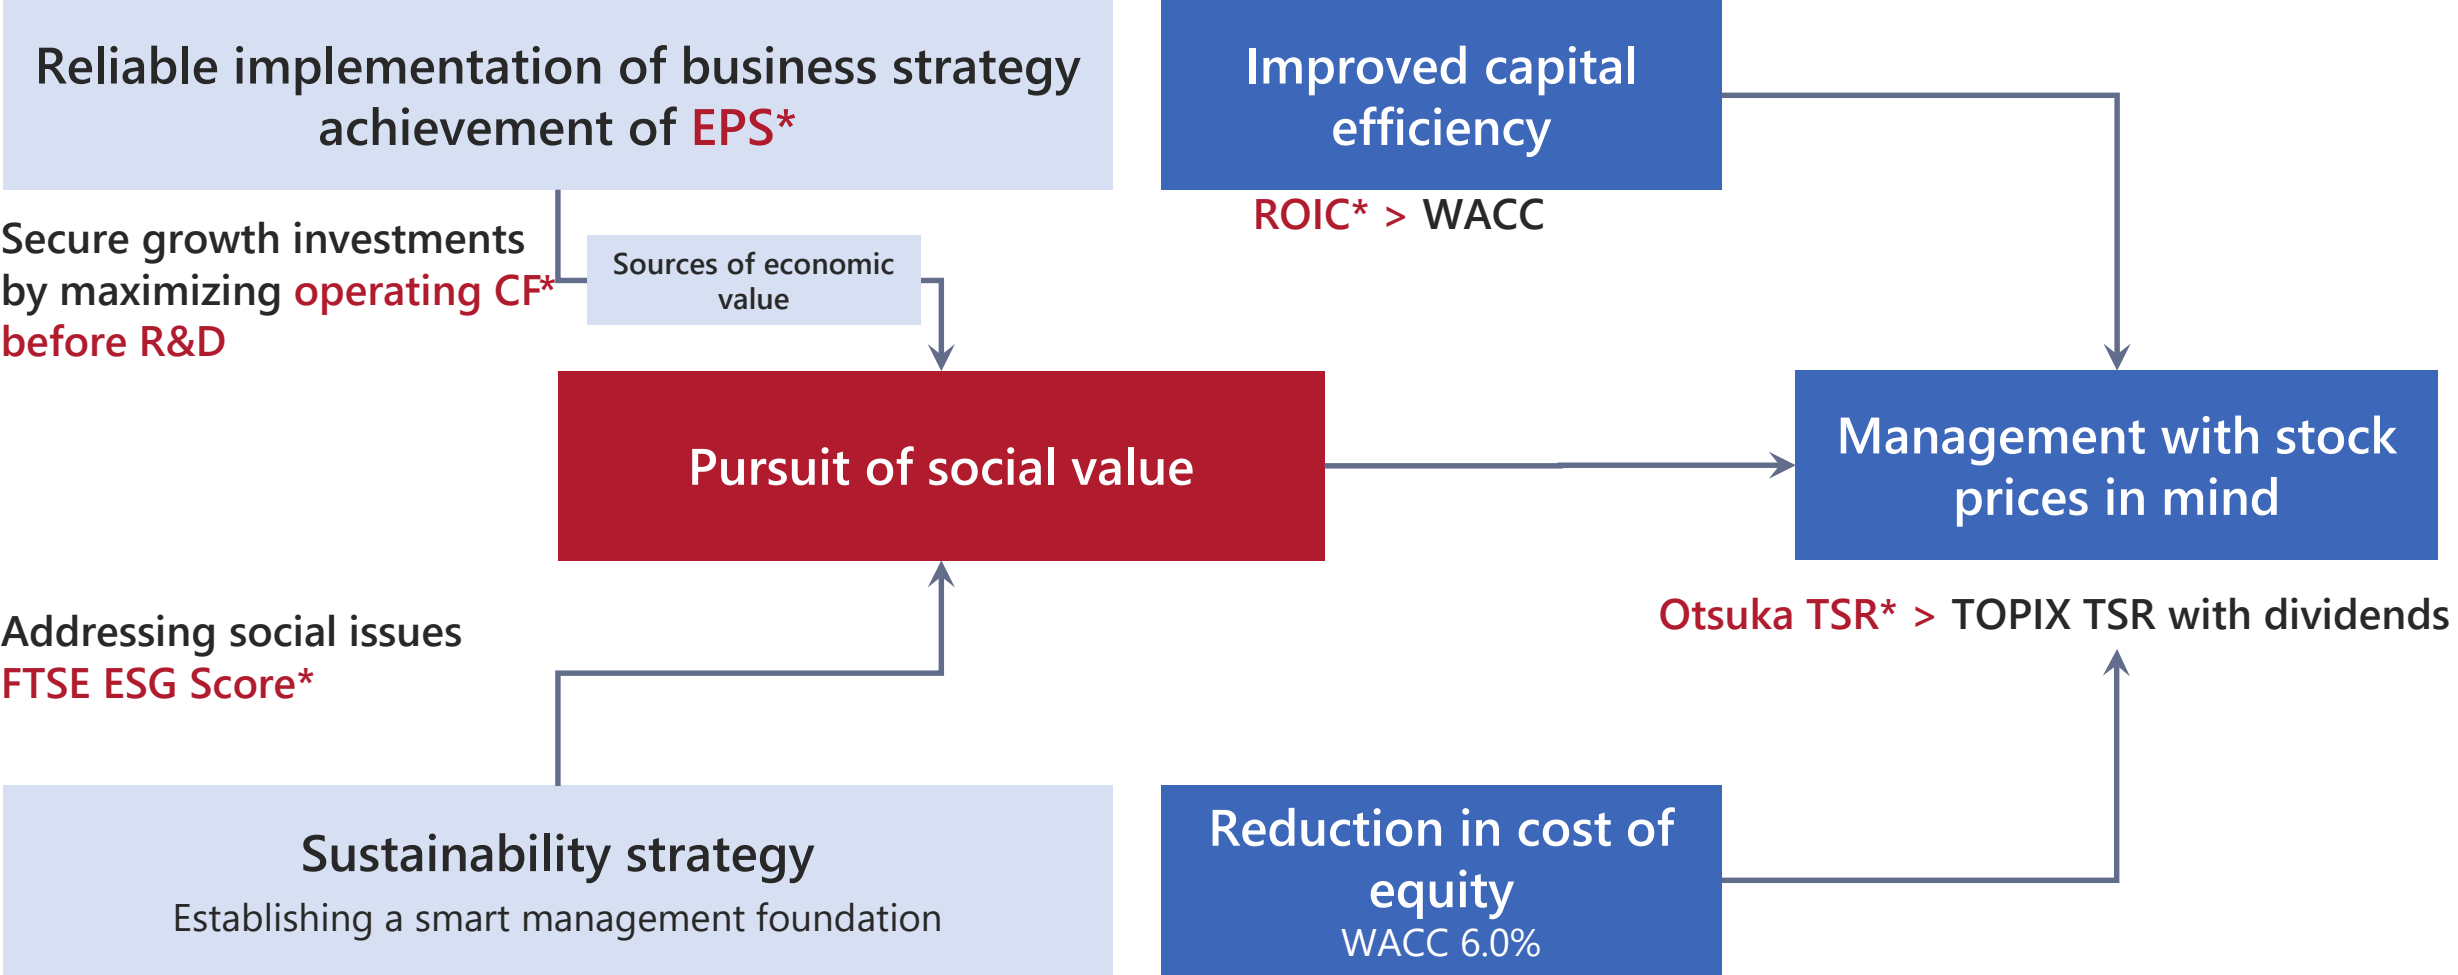 Reliable implementation of business strategy
achievement of EPS*
Improved capital
efficiency
ROIC* > WACC
Secure growth investments
by maximizing operating CF*
before R&D
Sources of economic
value
Pursuit of social value
Management with stock
prices in mind
Otsuka TSR* > TOPIX TSR with dividends
Addressing social issues
FTSE ESG Score*
Sustainability strategy
Establishing a smart management foundation
Reduction in cost of
equity
WACC 6.0%